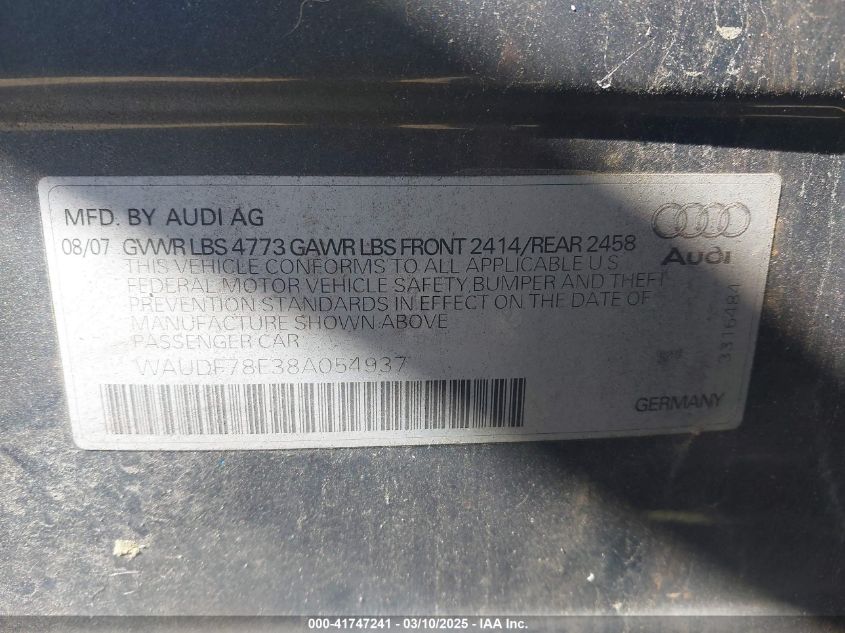 MFD. BY AUDI AG
08/07 GVWR LBS 4773 GAWR LBS FRONT 2414/REAR 2458
THIS VEHICLE CONFORMS TO ALL APPLICABLE U S
FEDERAL MOTOR VEHICLE SAFETY, BUMPER AND THEFT
PREVENTION STANDARDS IN EFFECT ON THE DATE OF
MANUFACTURE SHOWN ABOVE
PASSENGER CAR
WAUDF78E38A054937
Audi
3316484
GERMANY
000-41747241 - 03/10/2025 - IAA Inc.